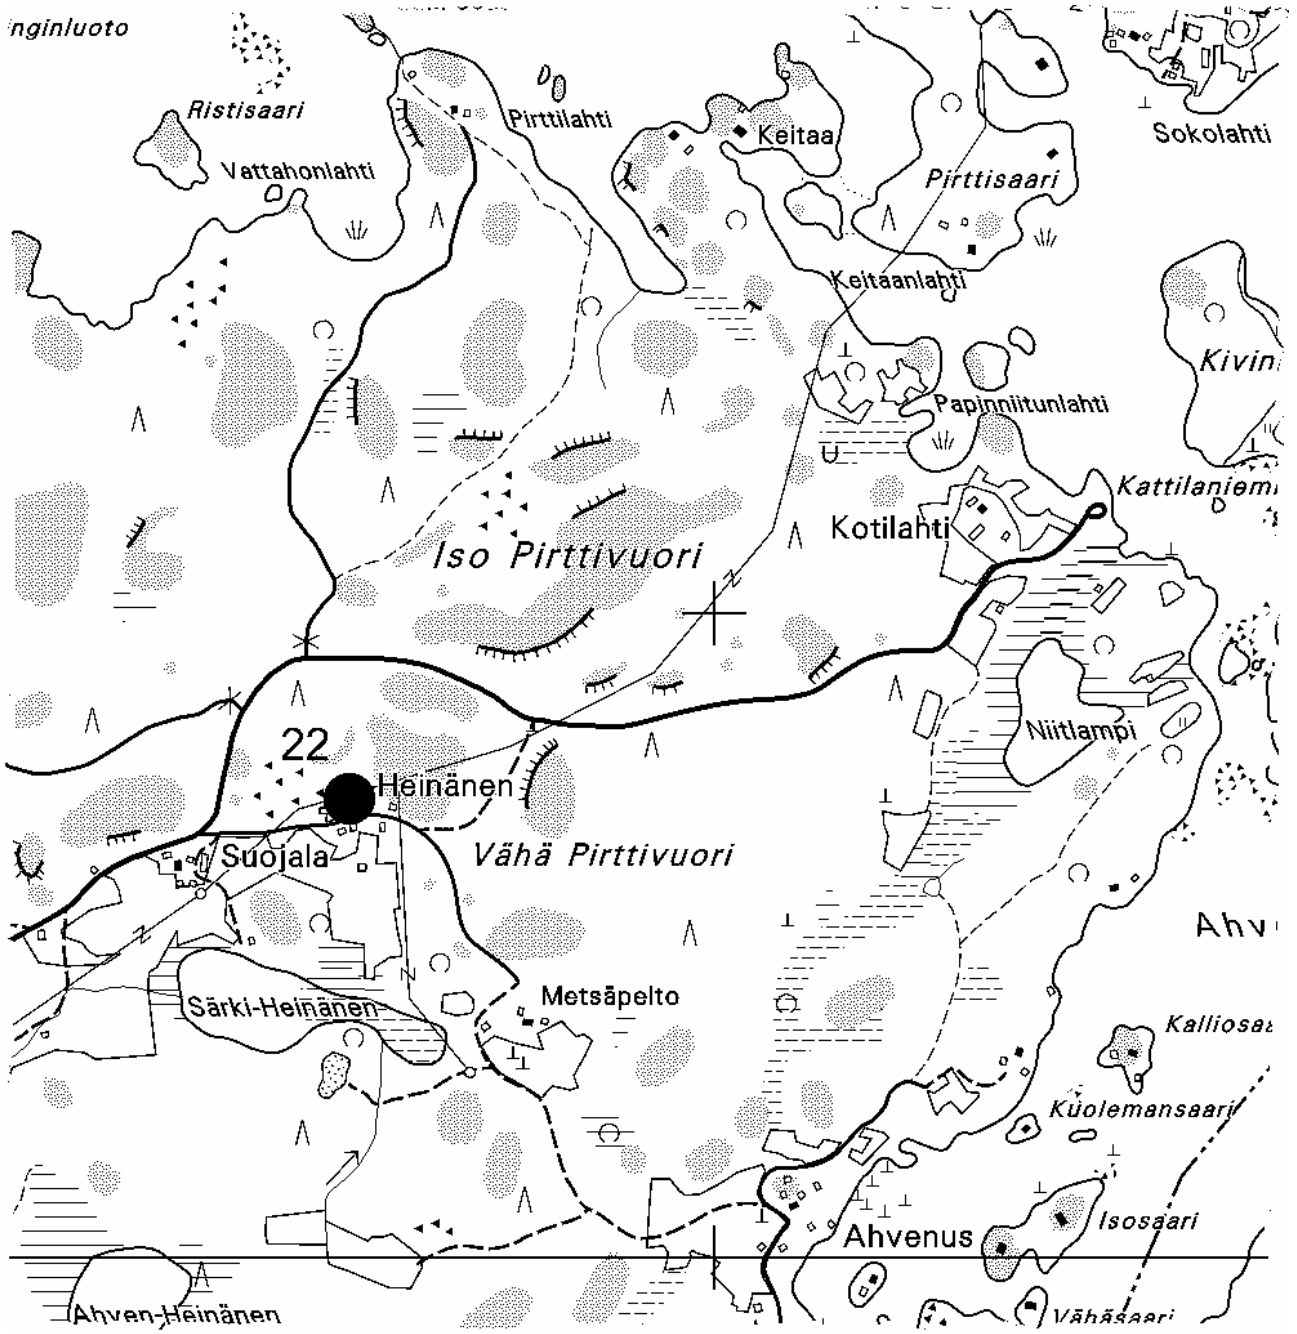 nginluoto
Ristisaari
Pirttilahti
Keitaa
Sokolahti
Vattahonlahti
Pirttisaari
Keitaanlahti
Kivin
Papinniitunlahti
Kattilaniemi
Kotilahti
Iso Pirttivuori
Niitlampi
22
Heinänen
Suojala
Vähä Pirttivuori
Ahv
Metsäpelto
Särki-Heinänen
Kalliosaa
Kuolemansaari
Isosaari
Ahvenus
Ahven-Heinänen
Vähäsaari